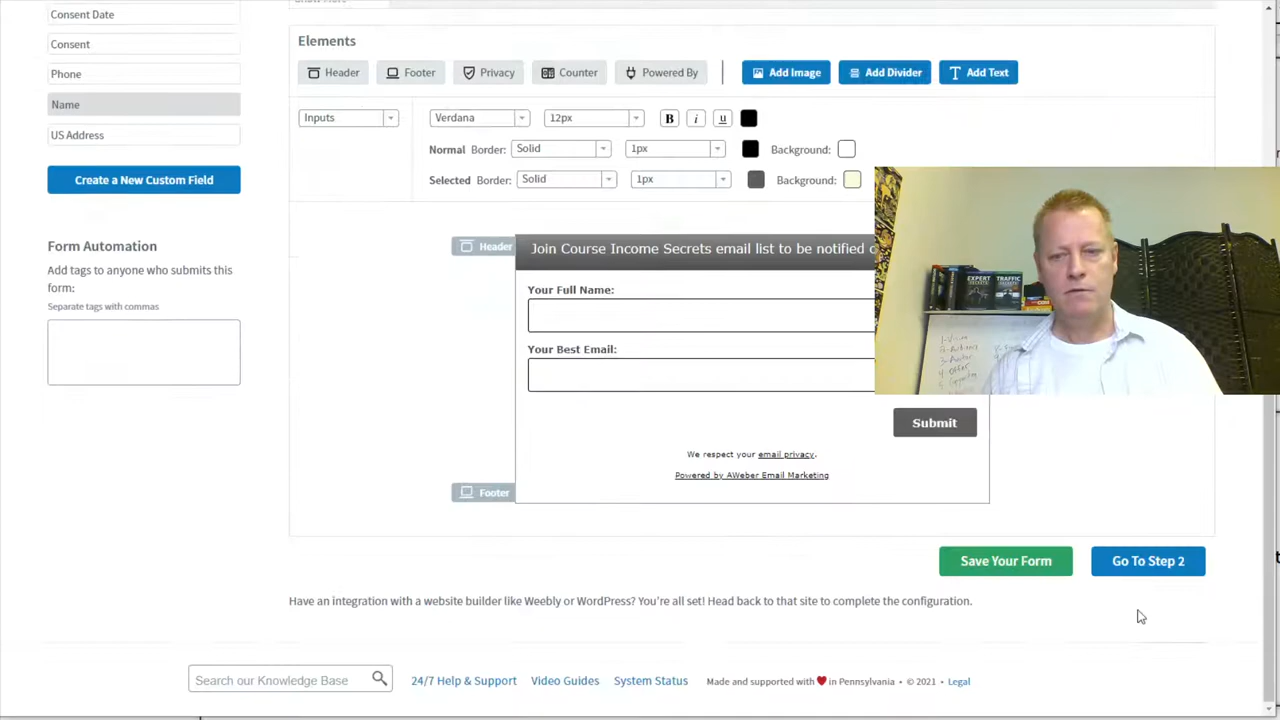 Consent Date
Consent
Phone
Name
US Address
Create a New Custom Field
Form Automation
Add tags to anyone who submits this
form:
Separate tags with commas
Elements
Header
Footer
Privacy
Counter
Powered By
Add Image
Add Divider
Add Text
Inputs
Verdana
12px
B
i
u
Normal Border:
Solid
1px
Background:
Selected Border:
Solid
1px
Background:
Header
Join Course Income Secrets email list to be notified
Your Full Name:
Your Best Email:
Submit
We respect your email privacy.
Powered by AWeber Email Marketing
Footer
EXPERT
SECRETS
TRAFFIC
SECRETS
Save Your Form
Go To Step 2
Have an integration with a website builder like Weebly or WordPress? You're all set! Head back to that site to complete the configuration.
Search our Knowledge Base
24/7 Help & Support
Video Guides
System Status
Made and supported with ❤ in Pennsylvania • © 2021 • Legal